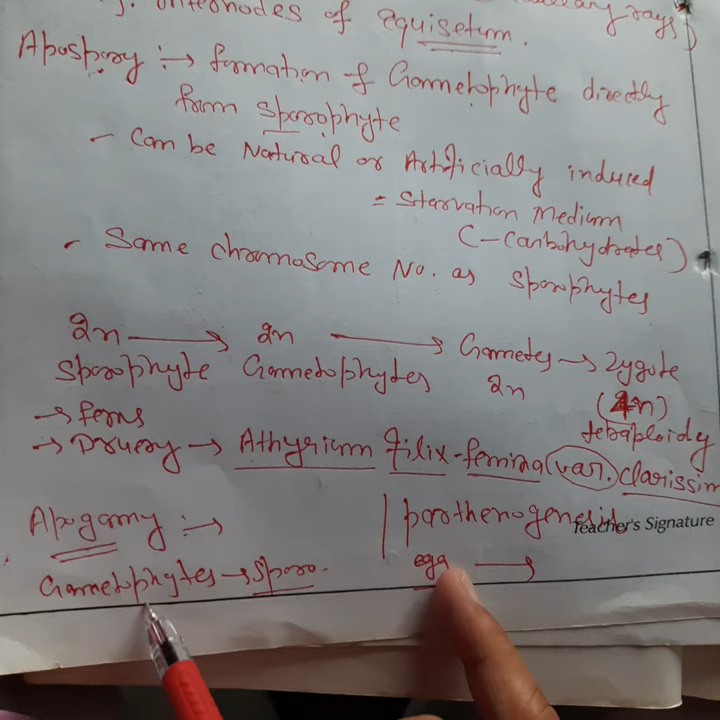 Internodes of equisetum.
rays)
Apospory :→ formation of Gametophyte directly
from Sporophyte
- Can be Natural or Artificially induced
= Starvation Medium
(-Carbohydrates)
- Same chromosome No. as sporophytes
2n → 2n → Gametes → Zygote
Sporophyte Gametophytes 2n (4n)
tetraploidy
→ ferns
→ Druery → Athyrium filix-femina (var.) clarissim
Apogamy :→ | parthenogenesis
Teacher's Signature
Gametophytes → Sporo. egg →